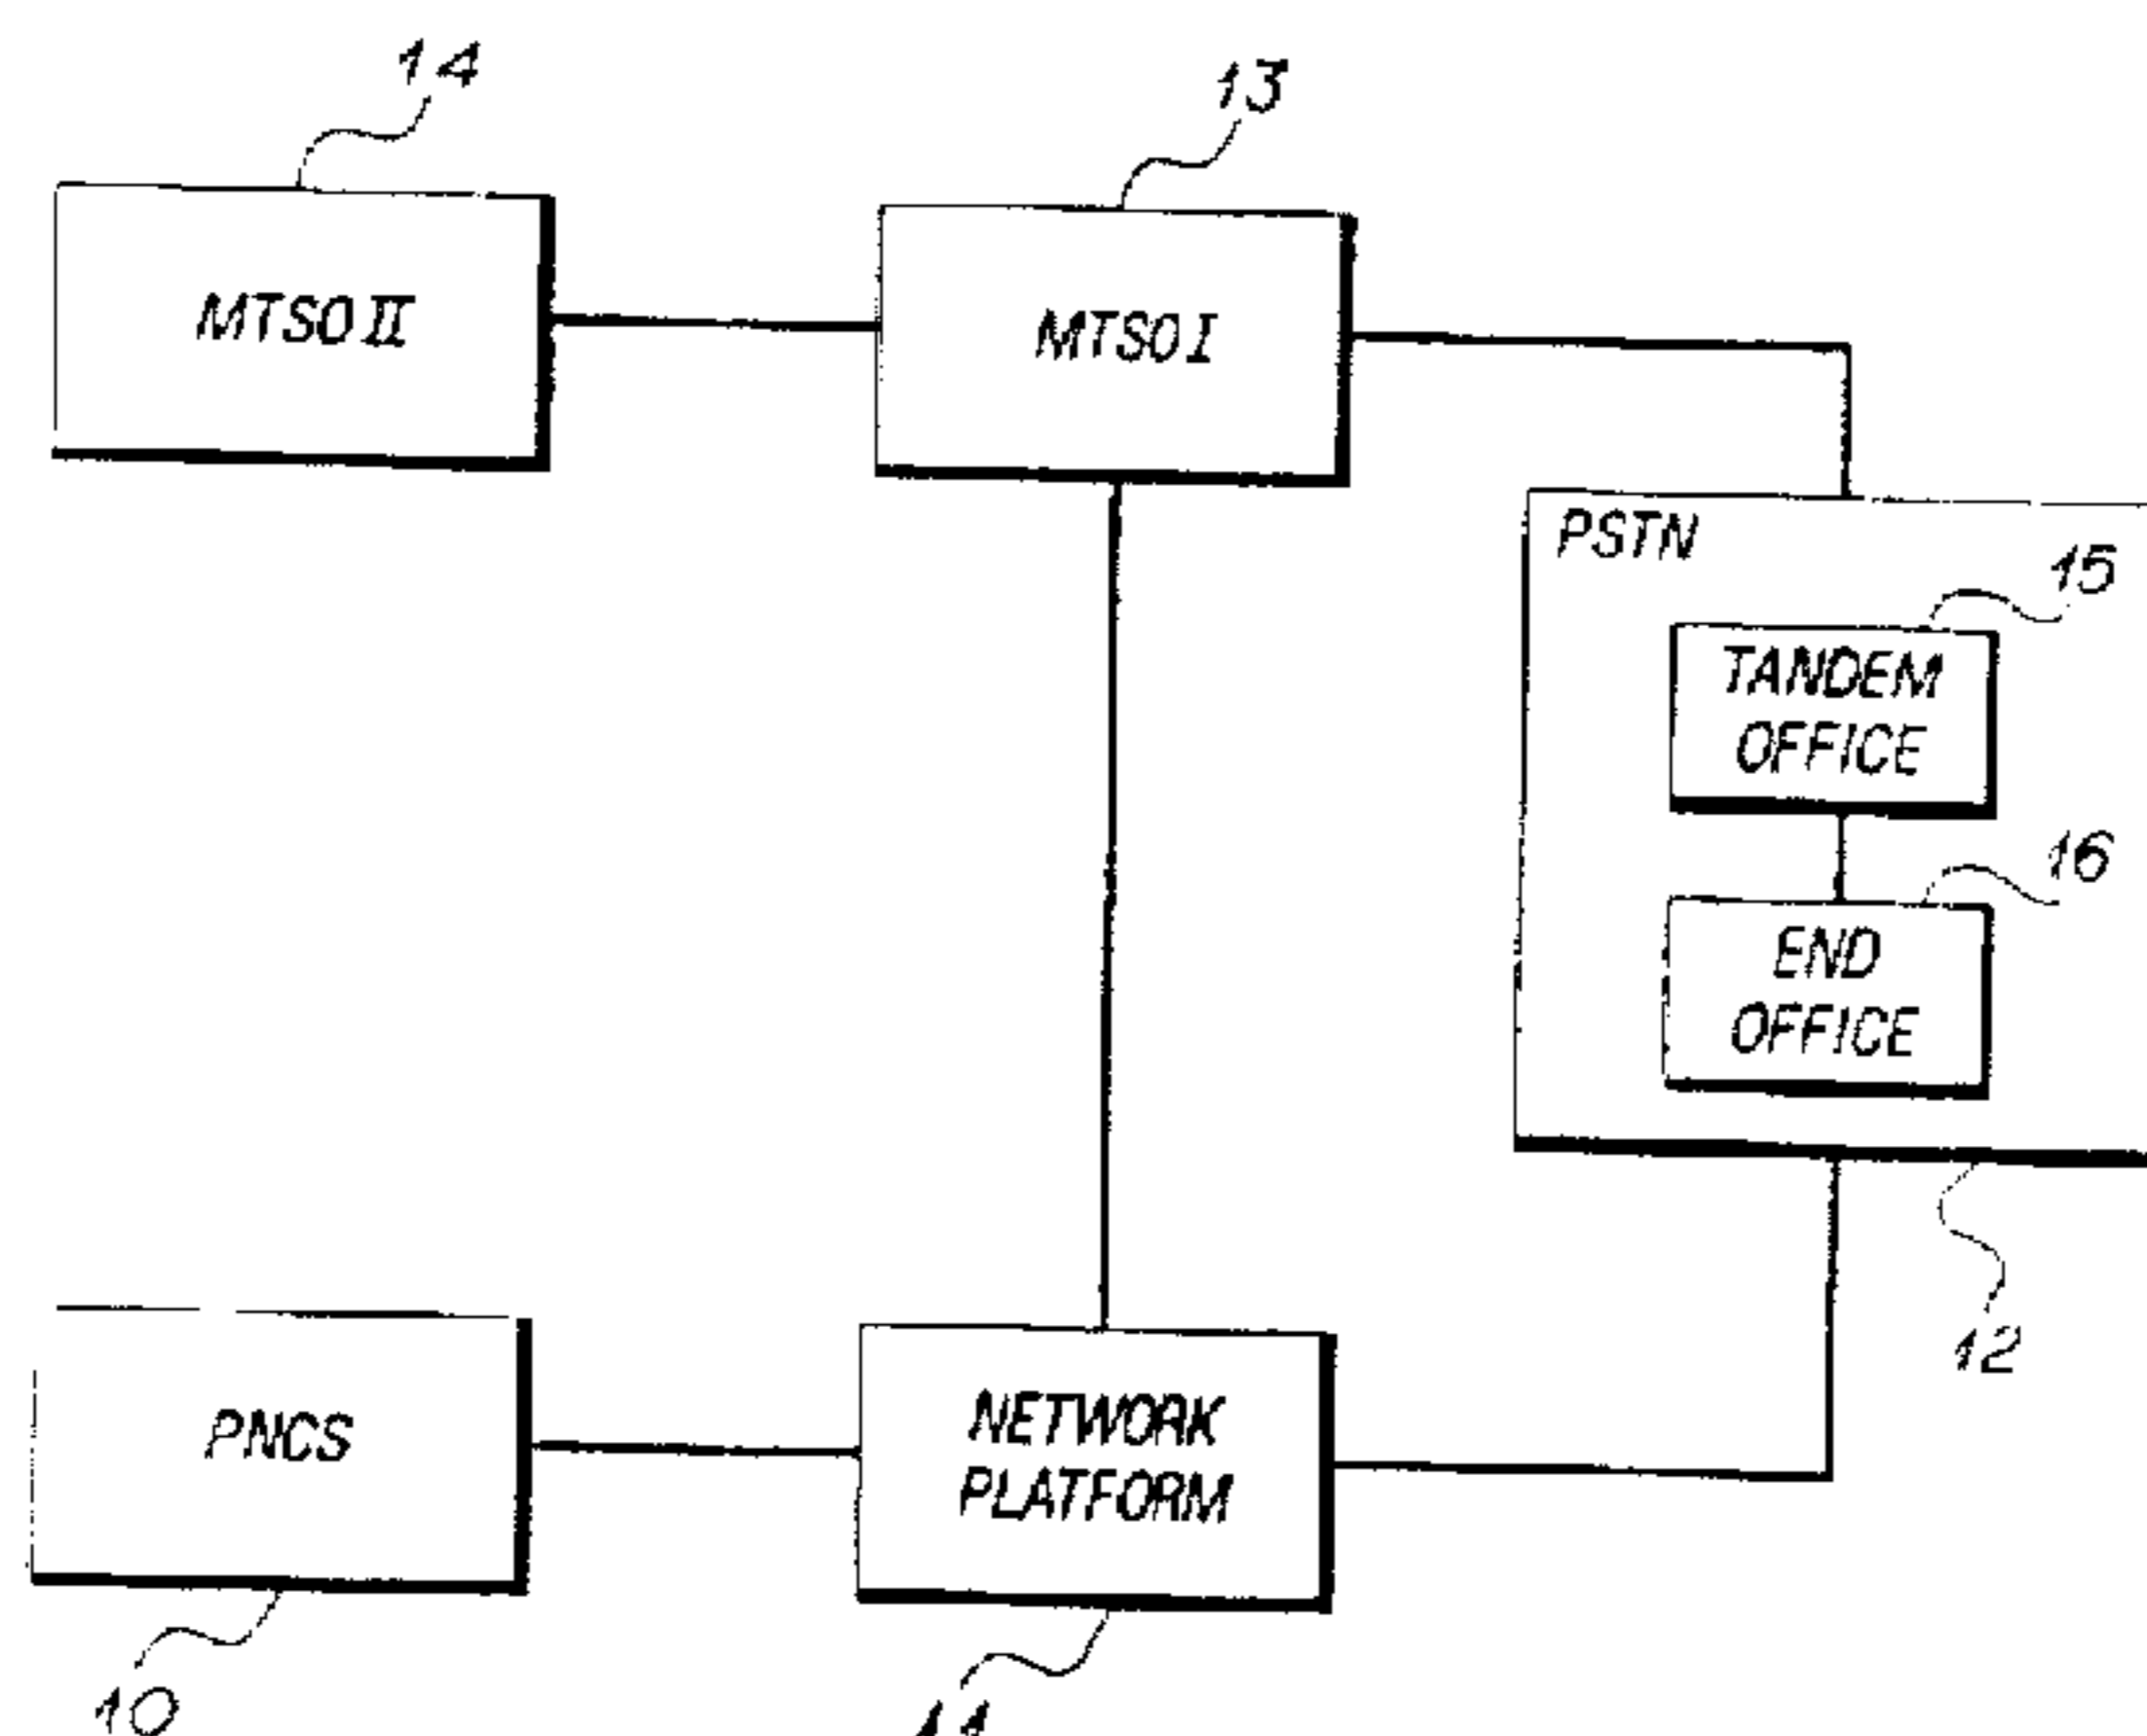 14
13
MTSO II
MTSO I
PSTN
15
TANDEM
OFFICE
16
END
OFFICE
12
PNCS
NETWORK
PLATFORM
10
11